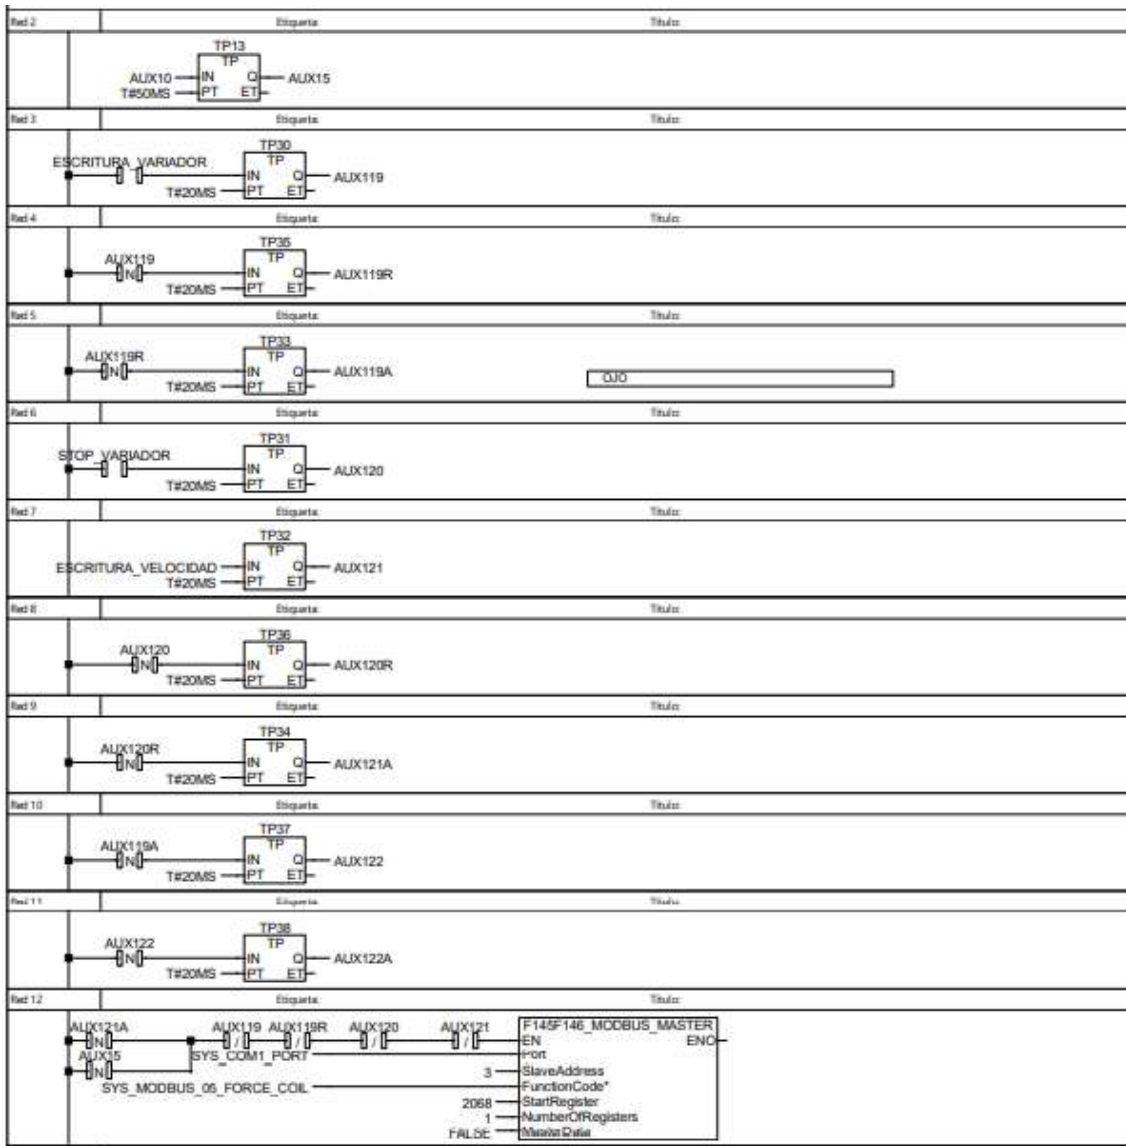 Red 2 Etiqueta: Título:
TP13
TP
AUX10 IN Q AUX15
T#50MS PT ET
Red 3 Etiqueta: Título:
ESCRITURA_VARIADOR TP30
TP
IN Q AUX119
T#20MS PT ET
Red 4 Etiqueta: Título:
AUX119 TP35
TP
N IN Q AUX119R
T#20MS PT ET
Red 5 Etiqueta: Título:
AUX119R TP33
TP
N IN Q AUX119A OJO
T#20MS PT ET
Red 6 Etiqueta: Título:
STOP_VARIADOR TP31
TP
IN Q AUX120
T#20MS PT ET
Red 7 Etiqueta: Título:
TP32
TP
ESCRITURA_VELOCIDAD IN Q AUX121
T#20MS PT ET
Red 8 Etiqueta: Título:
AUX120 TP36
TP
N IN Q AUX120R
T#20MS PT ET
Red 9 Etiqueta: Título:
AUX120R TP34
TP
N IN Q AUX121A
T#20MS PT ET
Red 10 Etiqueta: Título:
AUX119A TP37
TP
N IN Q AUX122
T#20MS PT ET
Red 11 Etiqueta: Título:
AUX122 TP38
TP
N IN Q AUX122A
T#20MS PT ET
Red 12 Etiqueta: Título:
AUX121A AUX119 AUX119R AUX120 AUX121 F145F146_MODBUS_MASTER
N / / / / EN ENO
AUX15 SYS_COM1_PORT Port
N 3 SlaveAddress
SYS_MODBUS_05_FORCE_COIL FunctionCode*
2068 StartRegister
1 NumberOfRegisters
FALSE MasterData